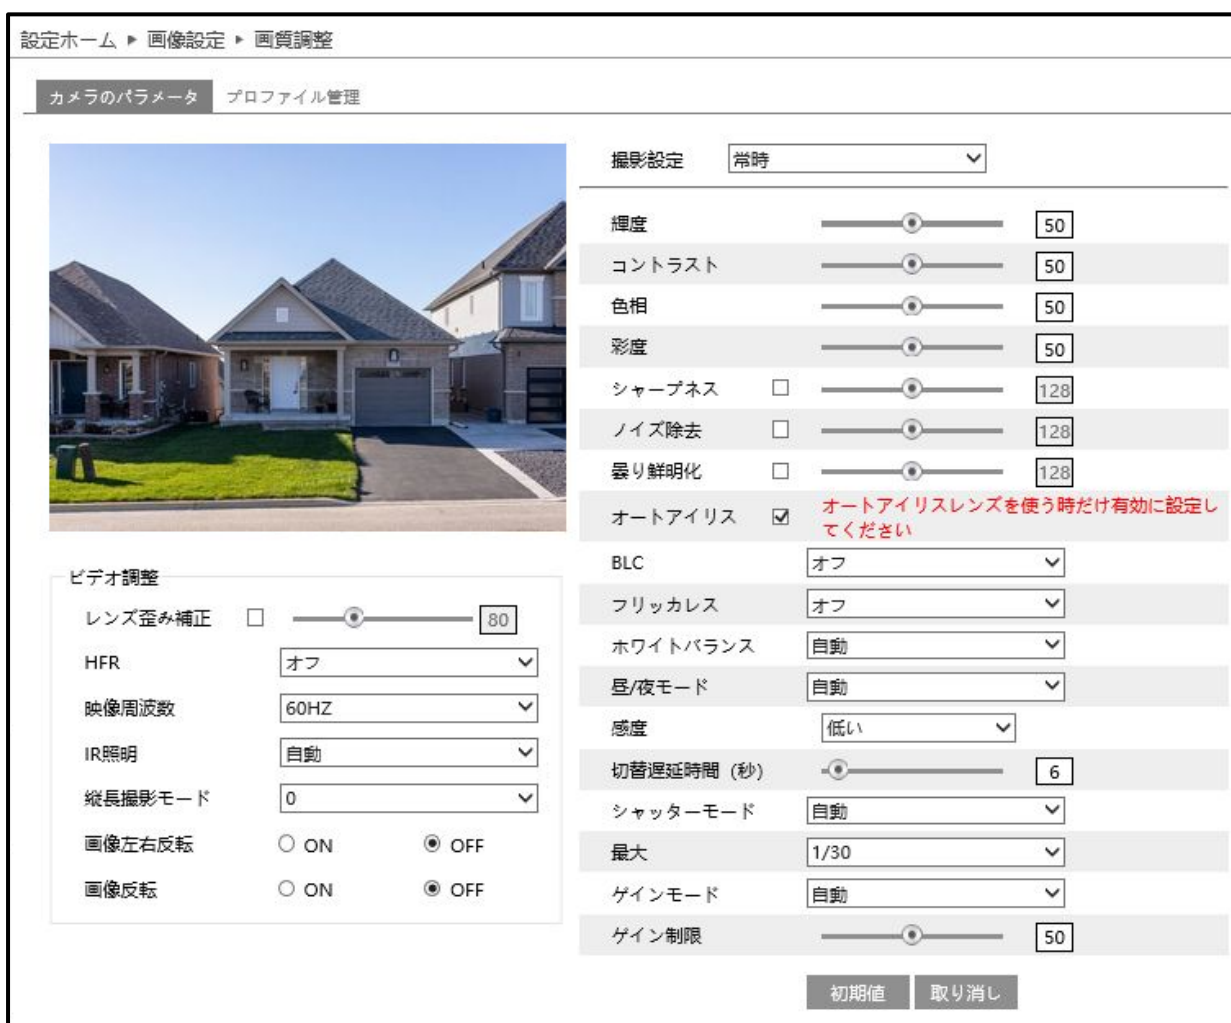 設定ホーム ▶ 画像設定 ▶ 画質調整
カメラのパラメータ プロファイル管理
撮影設定 常時
輝度 50
コントラスト 50
色相 50
彩度 50
シャープネス 128
ノイズ除去 128
曇り鮮明化 128
オートアイリス オートアイリスレンズを使う時だけ有効に設定し
てください
BLC オフ
フリッカレス オフ
ホワイトバランス 自動
昼/夜モード 自動
感度 低い
切替遅延時間 (秒) 6
シャッターモード 自動
最大 1/30
ゲインモード 自動
ゲイン制限 50
初期値 取り消し
ビデオ調整
レンズ歪み補正 80
HFR オフ
映像周波数 60HZ
IR照明 自動
縦長撮影モード 0
画像左右反転 ON OFF
画像反転 ON OFF